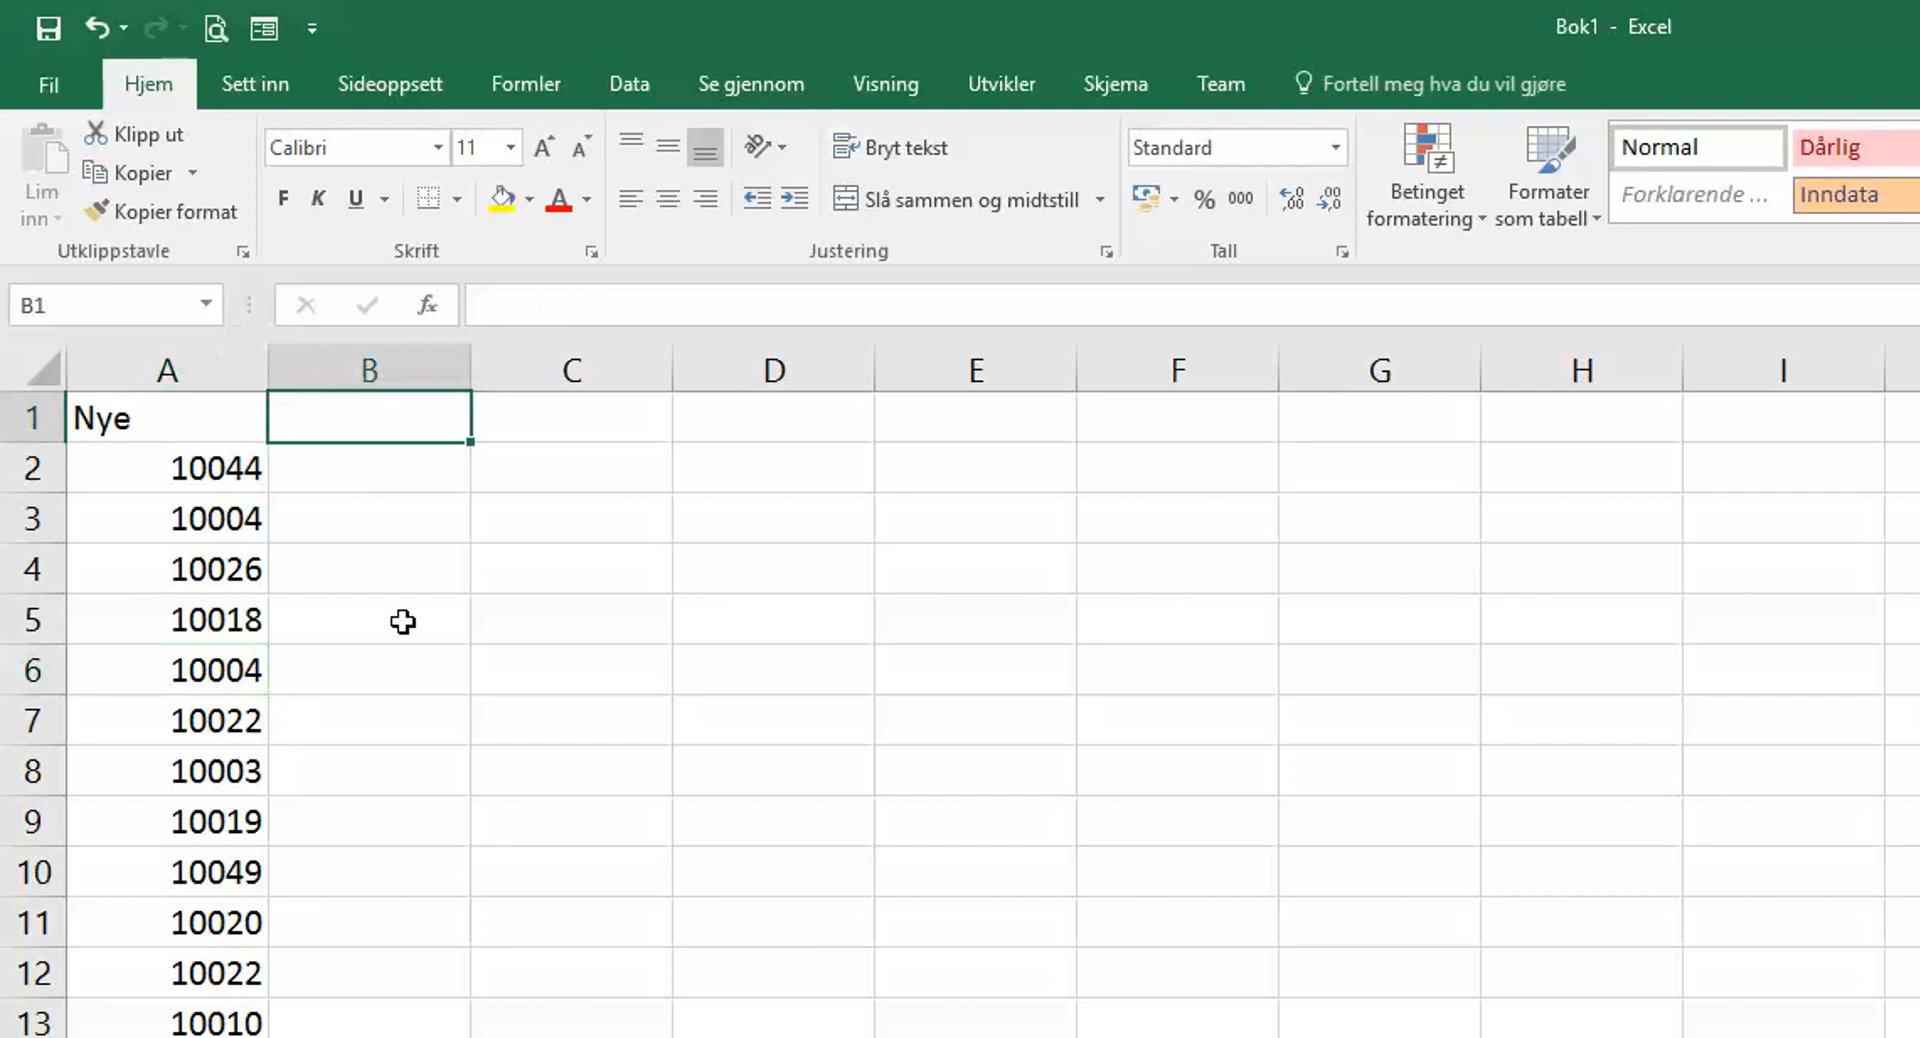 Bok1 - Excel
Fil Hjem Sett inn Sideoppsett Formler Data Se gjennom Visning Utvikler Skjema Team Fortell meg hva du vil gjøre
Lim inn
Klipp ut
Kopier
Kopier format
Utklippstavle
Calibri 11
F K U A
Skrift
Bryt tekst
Slå sammen og midtstill
Justering
Standard
% 000
Tall
Betinget formatering
Formater som tabell
Normal Dårlig
Forklarende ... Inndata
B1 fx
A B C D E F G H I
1 Nye
2 10044
3 10004
4 10026
5 10018
6 10004
7 10022
8 10003
9 10019
10 10049
11 10020
12 10022
13 10010